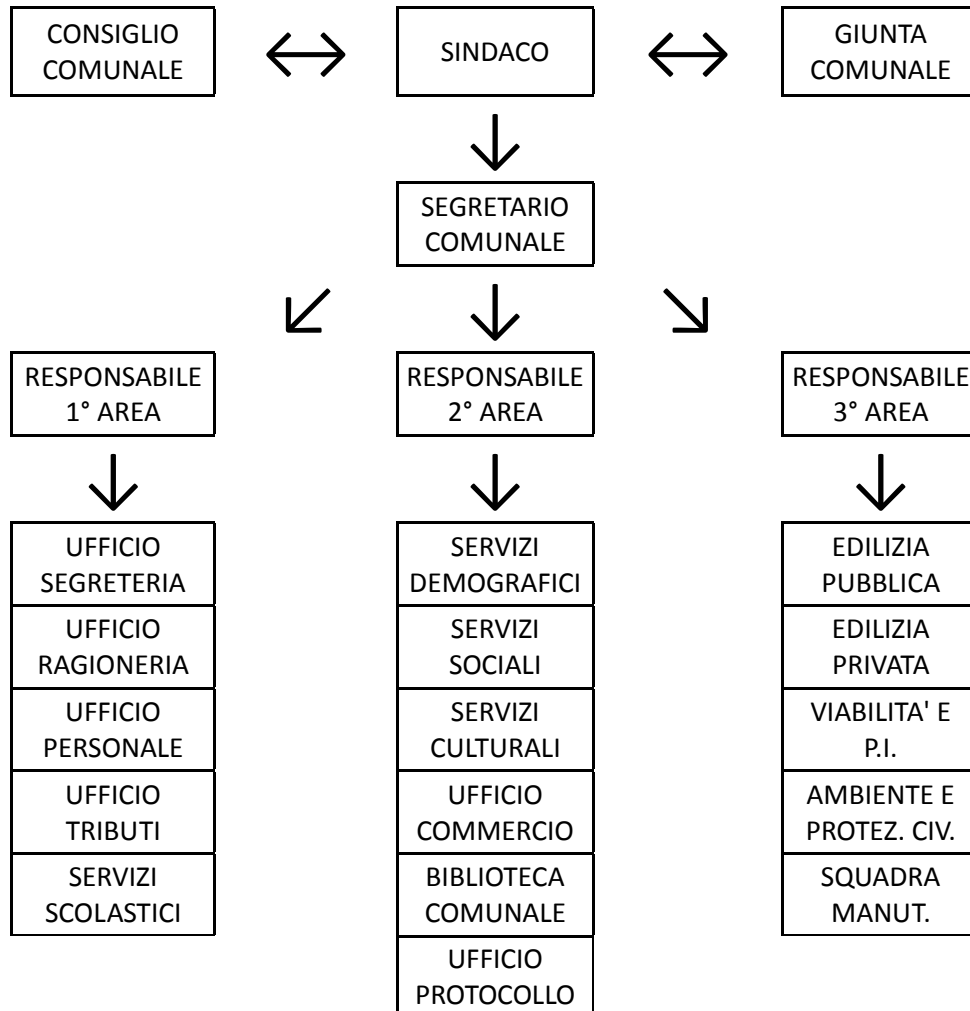 CONSIGLIO
COMUNALE
SINDACO
GIUNTA
COMUNALE
SEGRETARIO
COMUNALE
RESPONSABILE
1° AREA
RESPONSABILE
2° AREA
RESPONSABILE
3° AREA
UFFICIO
SEGRETERIA
UFFICIO
RAGIONERIA
UFFICIO
PERSONALE
UFFICIO
TRIBUTI
SERVIZI
SCOLASTICI
SERVIZI
DEMOGRAFICI
SERVIZI
SOCIALI
SERVIZI
CULTURALI
UFFICIO
COMMERCIO
BIBLIOTECA
COMUNALE
UFFICIO
PROTOCOLLO
EDILIZIA
PUBBLICA
EDILIZIA
PRIVATA
VIABILITA' E
P.I.
AMBIENTE E
PROTEZ. CIV.
SQUADRA
MANUT.